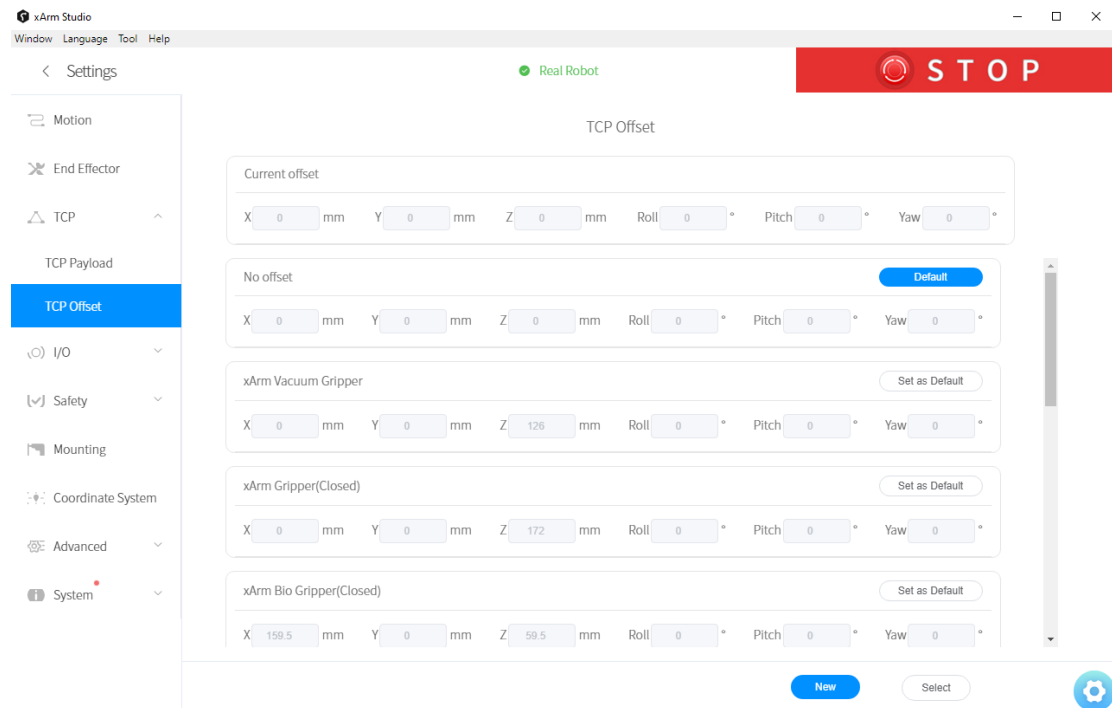 xArm Studio
Window Language Tool Help
Settings
Real Robot
STOP
Motion
End Effector
TCP
TCP Payload
TCP Offset
I/O
Safety
Mounting
Coordinate System
Advanced
System
TCP Offset
Current offset
X 0 mm Y 0 mm Z 0 mm Roll 0 ° Pitch 0 ° Yaw 0 °
No offset Default
X 0 mm Y 0 mm Z 0 mm Roll 0 ° Pitch 0 ° Yaw 0 °
xArm Vacuum Gripper Set as Default
X 0 mm Y 0 mm Z 126 mm Roll 0 ° Pitch 0 ° Yaw 0 °
xArm Gripper(Closed) Set as Default
X 0 mm Y 0 mm Z 172 mm Roll 0 ° Pitch 0 ° Yaw 0 °
xArm Bio Gripper(Closed) Set as Default
X 159.5 mm Y 0 mm Z 59.5 mm Roll 0 ° Pitch 0 ° Yaw 0 °
New Select